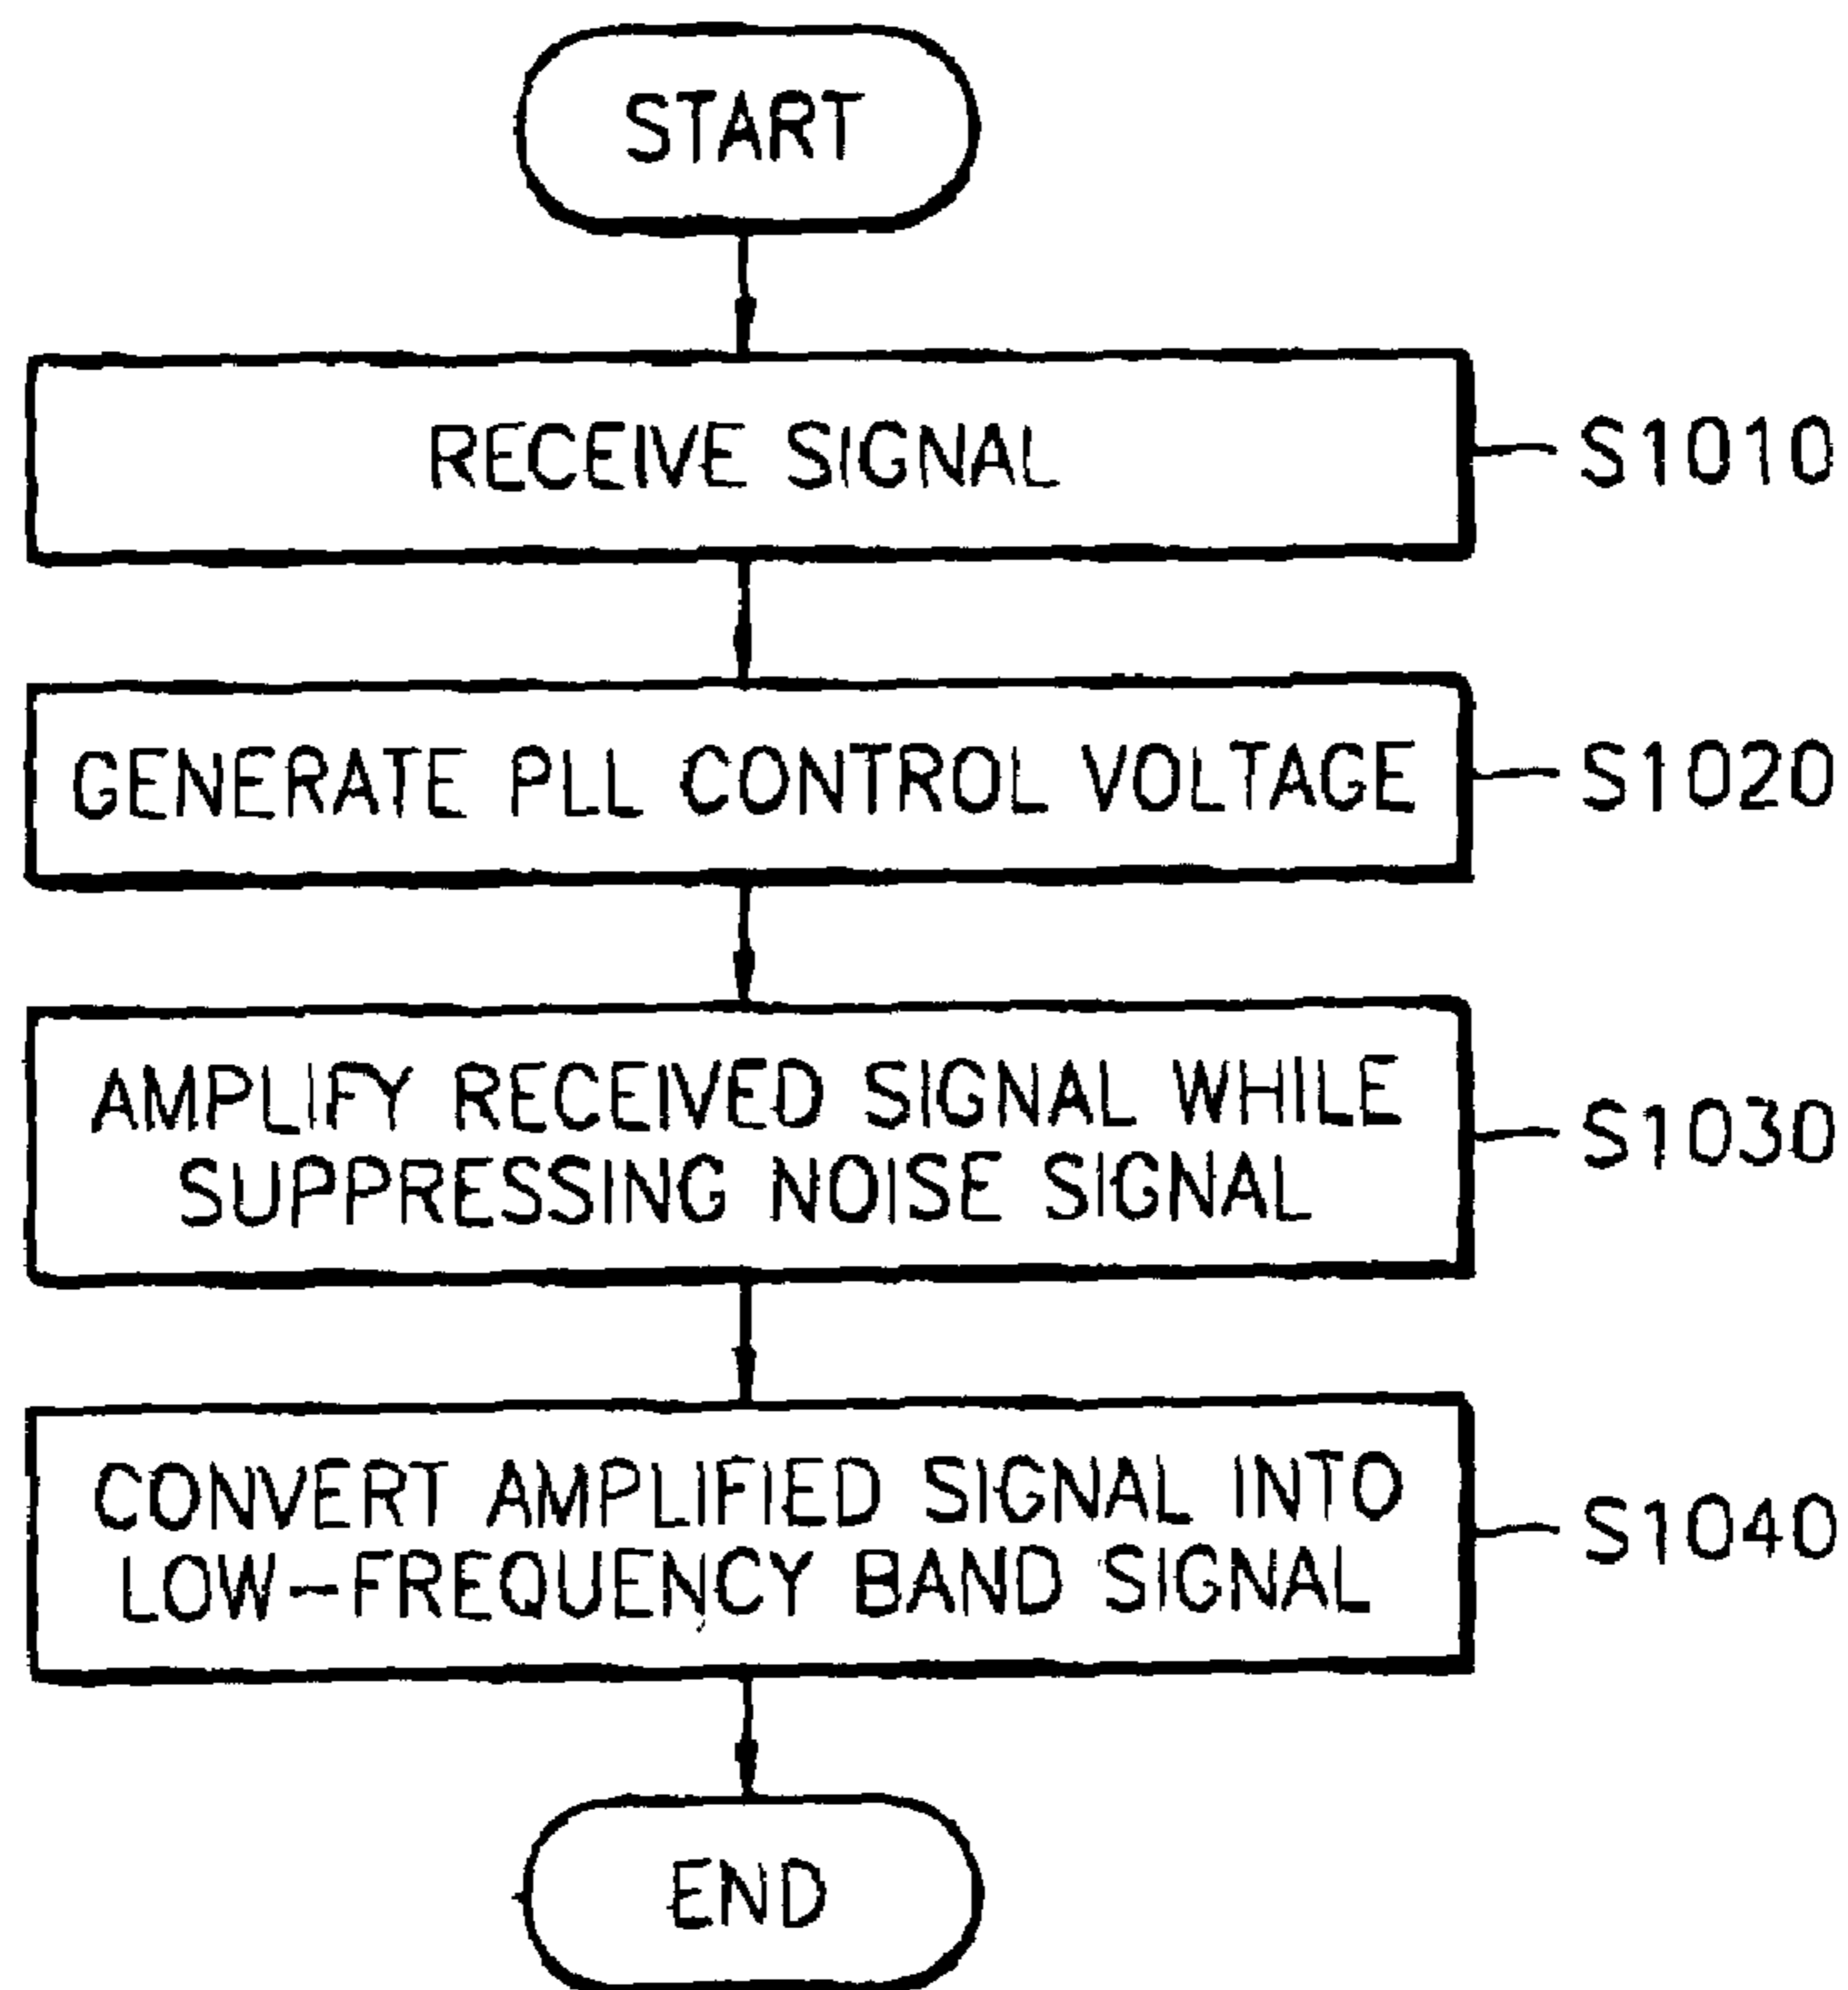 START
RECEIVE SIGNAL
S1010
GENERATE PLL CONTROL VOLTAGE
S1020
AMPLIFY RECEIVED SIGNAL WHILE
SUPPRESSING NOISE SIGNAL
S1030
CONVERT AMPLIFIED SIGNAL INTO
LOW-FREQUENCY BAND SIGNAL
S1040
END